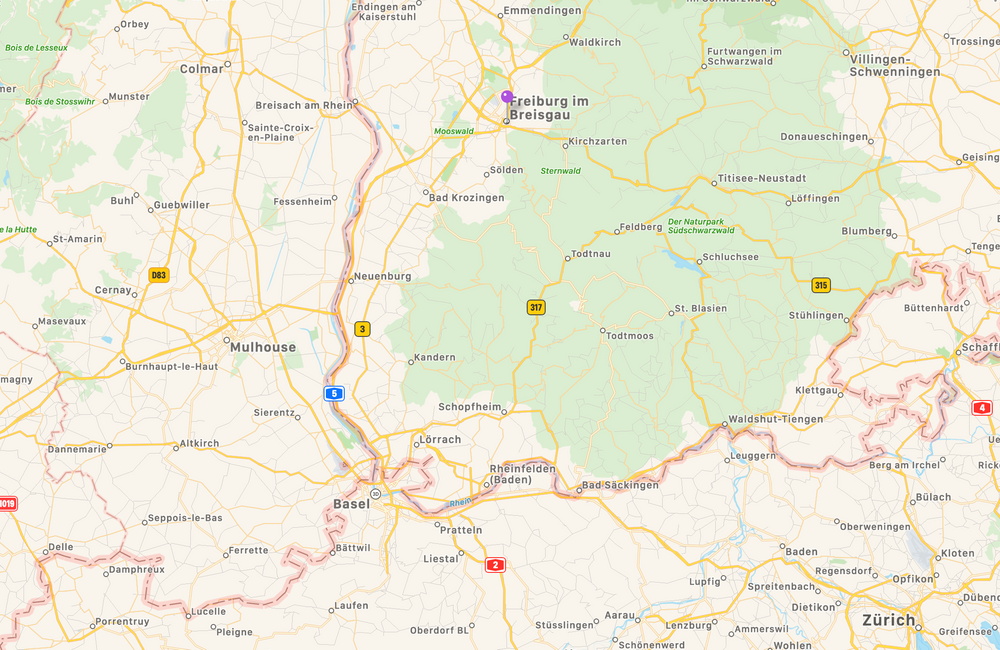 Endingen am
Kaiserstuhl
Emmendingen
Orbey
Waldkirch
Bois de Lesseux
Furtwangen im
Schwarzwald
Trossinge
Villingen-
Schwenningen
Colmar
mer
Munster
Bois de Stosswihr
Breisach am Rhein
Freiburg im
Breisgau
Sainte-Croix-
en-Plaine
Mooswald
Kirchzarten
Donaueschingen
Geising
Sölden
Sternwald
Titisee-Neustadt
Buhl
Guebwiller
Fessenheim
Bad Krozingen
Löffingen
e la Hutte
St-Amarin
Feldberg
Der Naturpark
Südschwarzwald
Blumberg
Tenge
Todtnau
Schluchsee
D83
Neuenburg
315
Cernay
317
St. Blasien
Büttenhardt
Stühlingen
Masevaux
3
Todtmoos
Mulhouse
Schaffl
Kandern
Burnhaupt-le-Haut
magny
5
Klettgau
4
Schopfheim
Sierentz
Waldshut-Tiengen
Dannemarie
Altkirch
Lörrach
Ue
Leuggern
Berg am Irchel
Ricke
Rheinfelden
(Baden)
Bad Säckingen
1019
Basel
Rhein
Bülach
Seppois-le-Bas
Pratteln
Oberweningen
Delle
Ferrette
Bättwil
Liestal
2
Baden
Kloten
Damphreux
Regensdorf
Opfikon
Lupfig
Spreitenbach
Dübend
Lucelle
Laufen
Dietikon
Porrentruy
Pleigne
Oberdorf BL
Aarau
Stüsslingen
Lenzburg
Ammerswil
Zürich
Greifensee
Schönenwerd
Wohlen